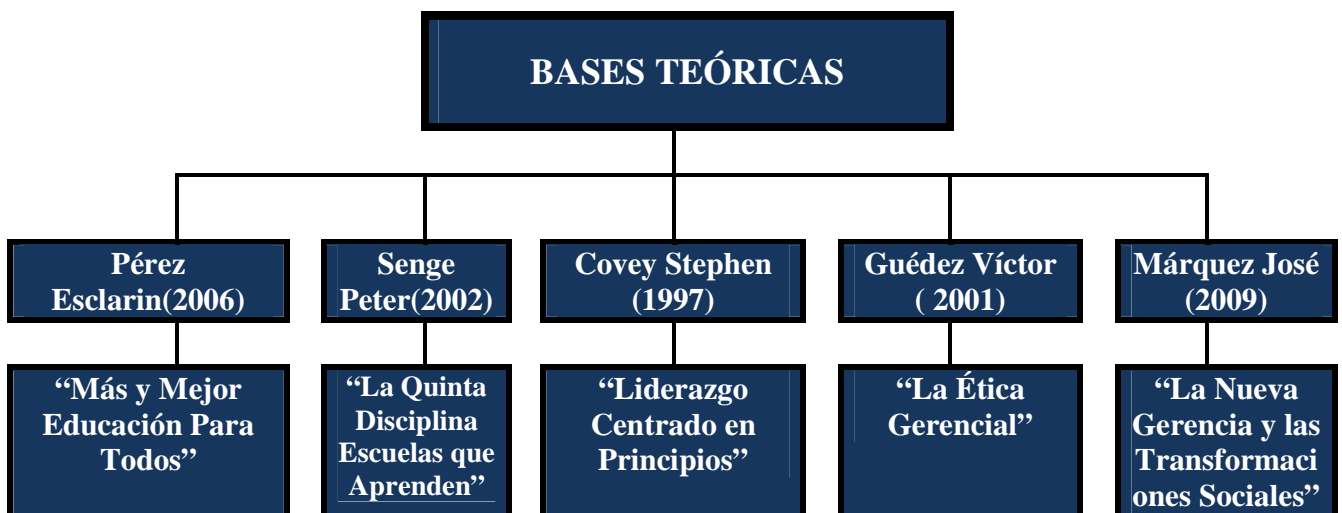 BASES TEÓRICAS
Pérez
Esclarin(2006)
Senge
Peter(2002)
Covey Stephen
(1997)
Guédez Víctor
( 2001)
Márquez José
(2009)
“Más y Mejor
Educación Para
Todos”
“La Quinta
Disciplina
Escuelas que
Aprenden”
“Liderazgo
Centrado en
Principios”
“La Ética
Gerencial”
“La Nueva
Gerencia y las
Transformaci
ones Sociales”